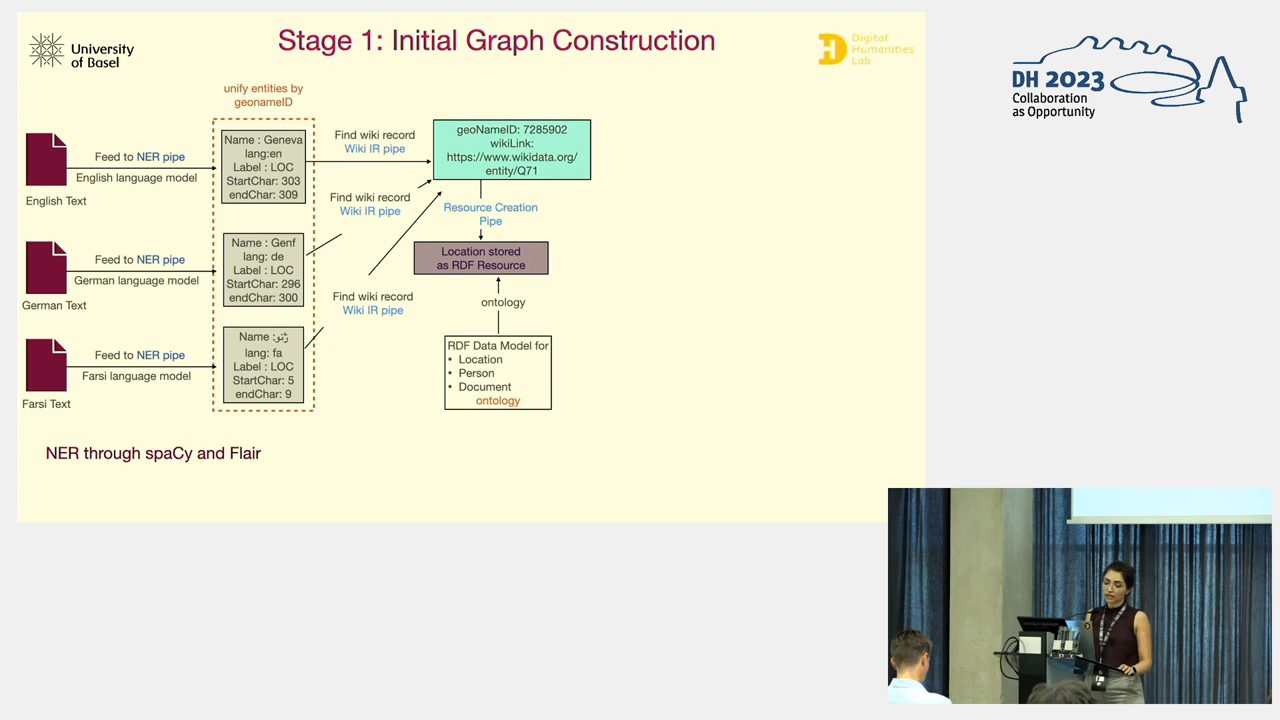 Stage 1: Initial Graph Construction
University
of Basel
Digital
Humanities
Lab
DH 2023
Collaboration
as Opportunity
unify entities by
geonameID
Feed to NER pipe
English language model
English Text
Name : Geneva
lang:en
Label : LOC
StartChar: 303
endChar: 309
Find wiki record
Wiki IR pipe
geoNameID: 7285902
wikiLink:
https://www.wikidata.org/
entity/Q71
Feed to NER pipe
German language model
German Text
Name : Genf
lang: de
Label : LOC
StartChar: 296
endChar: 300
Find wiki record
Wiki IR pipe
Resource Creation
Pipe
Location stored
as RDF Resource
Feed to NER pipe
Farsi language model
Farsi Text
Name :ژنو
lang: fa
Label : LOC
StartChar: 5
endChar: 9
Find wiki record
Wiki IR pipe
ontology
RDF Data Model for
• Location
• Person
• Document
ontology
NER through spaCy and Flair